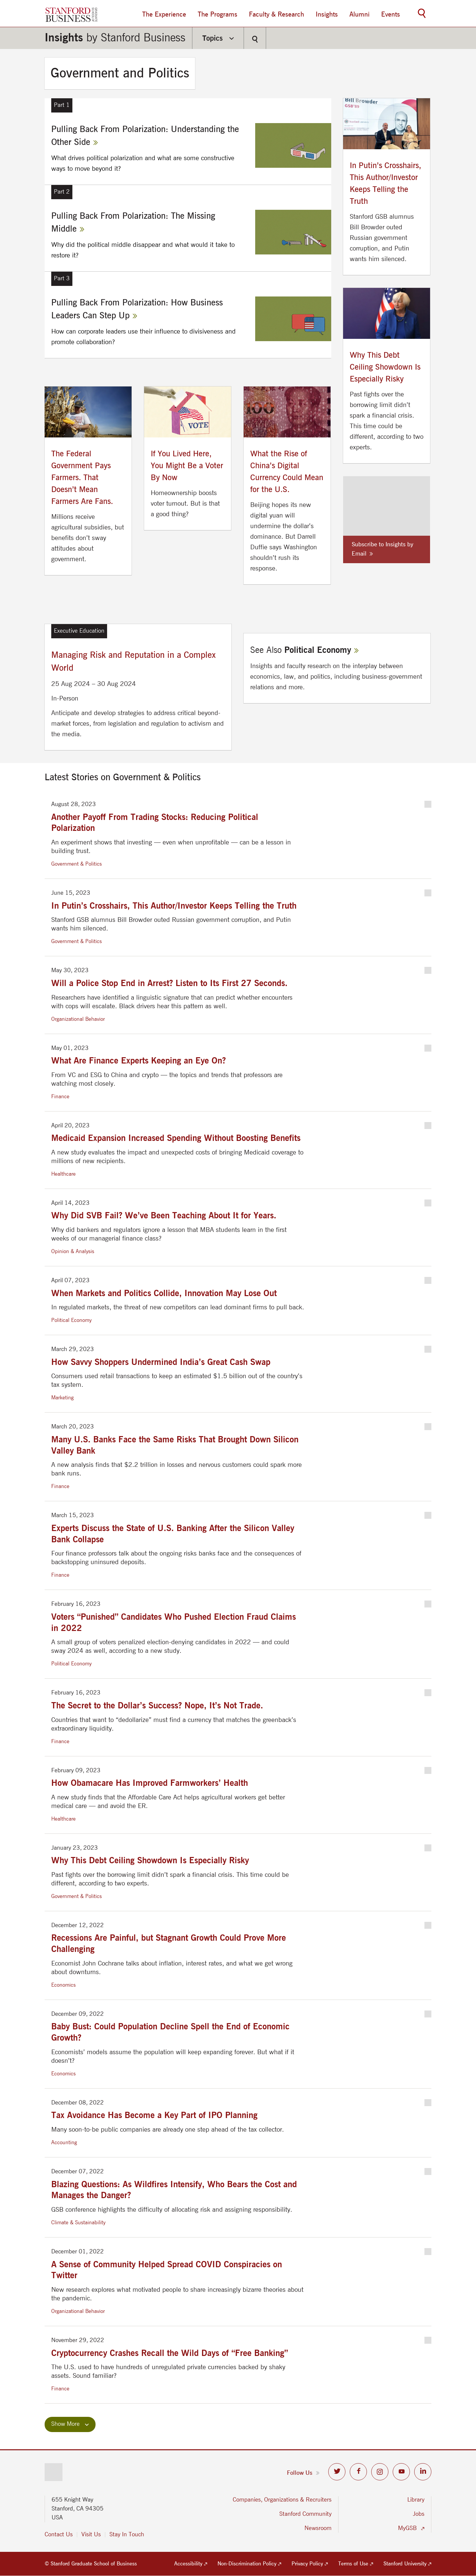 STANFORD
BUSINESS
The Experience
The Programs
Faculty & Research
Insights
Alumni
Events
Insights by Stanford Business
Topics
Government and Politics
Part 1
Pulling Back From Polarization: Understanding the
Other Side »
What drives political polarization and what are some constructive
ways to move beyond it?
Part 2
Pulling Back From Polarization: The Missing
Middle »
Why did the political middle disappear and what would it take to
restore it?
Part 3
Pulling Back From Polarization: How Business
Leaders Can Step Up »
How can corporate leaders use their influence to divisiveness and
promote collaboration?
In Putin's Crosshairs,
This Author/Investor
Keeps Telling the
Truth
Stanford GSB alumnus
Bill Browder outed
Russian government
corruption, and Putin
wants him silenced.
Why This Debt
Ceiling Showdown Is
Especially Risky
Past fights over the
borrowing limit didn't
spark a financial crisis.
This time could be
different, according to two
experts.
Subscribe to Insights by
Email »
The Federal
Government Pays
Farmers. That
Doesn't Mean
Farmers Are Fans.
Millions receive
agricultural subsidies, but
benefits don't sway
attitudes about
government.
VOTE
If You Lived Here,
You Might Be a Voter
By Now
Homeownership boosts
voter turnout. But is that
a good thing?
What the Rise of
China's Digital
Currency Could Mean
for the U.S.
Beijing hopes its new
digital yuan will
undermine the dollar's
dominance. But Darrell
Duffie says Washington
shouldn't rush its
response.
Executive Education
Managing Risk and Reputation in a Complex
World
25 Aug 2024 – 30 Aug 2024
In-Person
Anticipate and develop strategies to address critical beyond-
market forces, from legislation and regulation to activism and
the media.
See Also Political Economy »
Insights and faculty research on the interplay between
economics, law, and politics, including business-government
relations and more.
Latest Stories on Government & Politics
August 28, 2023
Another Payoff From Trading Stocks: Reducing Political
Polarization
An experiment shows that investing — even when unprofitable — can be a lesson in
building trust.
Government & Politics
June 15, 2023
In Putin's Crosshairs, This Author/Investor Keeps Telling the Truth
Stanford GSB alumnus Bill Browder outed Russian government corruption, and Putin
wants him silenced.
Government & Politics
May 30, 2023
Will a Police Stop End in Arrest? Listen to Its First 27 Seconds.
Researchers have identified a linguistic signature that can predict whether encounters
with cops will escalate. Black drivers hear this pattern as well.
Organizational Behavior
May 01, 2023
What Are Finance Experts Keeping an Eye On?
From VC and ESG to China and crypto — the topics and trends that professors are
watching most closely.
Finance
April 20, 2023
Medicaid Expansion Increased Spending Without Boosting Benefits
A new study evaluates the impact and unexpected costs of bringing Medicaid coverage to
millions of new recipients.
Healthcare
April 14, 2023
Why Did SVB Fail? We've Been Teaching About It for Years.
Why did bankers and regulators ignore a lesson that MBA students learn in the first
weeks of our managerial finance class?
Opinion & Analysis
April 07, 2023
When Markets and Politics Collide, Innovation May Lose Out
In regulated markets, the threat of new competitors can lead dominant firms to pull back.
Political Economy
March 29, 2023
How Savvy Shoppers Undermined India's Great Cash Swap
Consumers used retail transactions to keep an estimated $1.5 billion out of the country's
tax system.
Marketing
March 20, 2023
Many U.S. Banks Face the Same Risks That Brought Down Silicon
Valley Bank
A new analysis finds that $2.2 trillion in losses and nervous customers could spark more
bank runs.
Finance
March 15, 2023
Experts Discuss the State of U.S. Banking After the Silicon Valley
Bank Collapse
Four finance professors talk about the ongoing risks banks face and the consequences of
backstopping uninsured deposits.
Finance
February 16, 2023
Voters “Punished” Candidates Who Pushed Election Fraud Claims
in 2022
A small group of voters penalized election-denying candidates in 2022 — and could
sway 2024 as well, according to a new study.
Political Economy
February 16, 2023
The Secret to the Dollar's Success? Nope, It's Not Trade.
Countries that want to “dedollarize” must find a currency that matches the greenback's
extraordinary liquidity.
Finance
February 09, 2023
How Obamacare Has Improved Farmworkers' Health
A new study finds that the Affordable Care Act helps agricultural workers get better
medical care — and avoid the ER.
Healthcare
January 23, 2023
Why This Debt Ceiling Showdown Is Especially Risky
Past fights over the borrowing limit didn't spark a financial crisis. This time could be
different, according to two experts.
Government & Politics
December 12, 2022
Recessions Are Painful, but Stagnant Growth Could Prove More
Challenging
Economist John Cochrane talks about inflation, interest rates, and what we get wrong
about downturns.
Economics
December 09, 2022
Baby Bust: Could Population Decline Spell the End of Economic
Growth?
Economists' models assume the population will keep expanding forever. But what if it
doesn't?
Economics
December 08, 2022
Tax Avoidance Has Become a Key Part of IPO Planning
Many soon-to-be public companies are already one step ahead of the tax collector.
Accounting
December 07, 2022
Blazing Questions: As Wildfires Intensify, Who Bears the Cost and
Manages the Danger?
GSB conference highlights the difficulty of allocating risk and assigning responsibility.
Climate & Sustainability
December 01, 2022
A Sense of Community Helped Spread COVID Conspiracies on
Twitter
New research explores what motivated people to share increasingly bizarre theories about
the pandemic.
Organizational Behavior
November 29, 2022
Cryptocurrency Crashes Recall the Wild Days of “Free Banking”
The U.S. used to have hundreds of unregulated private currencies backed by shaky
assets. Sound familiar?
Finance
Show More
Follow Us
655 Knight Way
Stanford, CA 94305
USA
Contact Us
Visit Us
Stay In Touch
Companies, Organizations & Recruiters
Stanford Community
Newsroom
Library
Jobs
MyGSB
© Stanford Graduate School of Business
Accessibility
Non-Discrimination Policy
Privacy Policy
Terms of Use
Stanford University